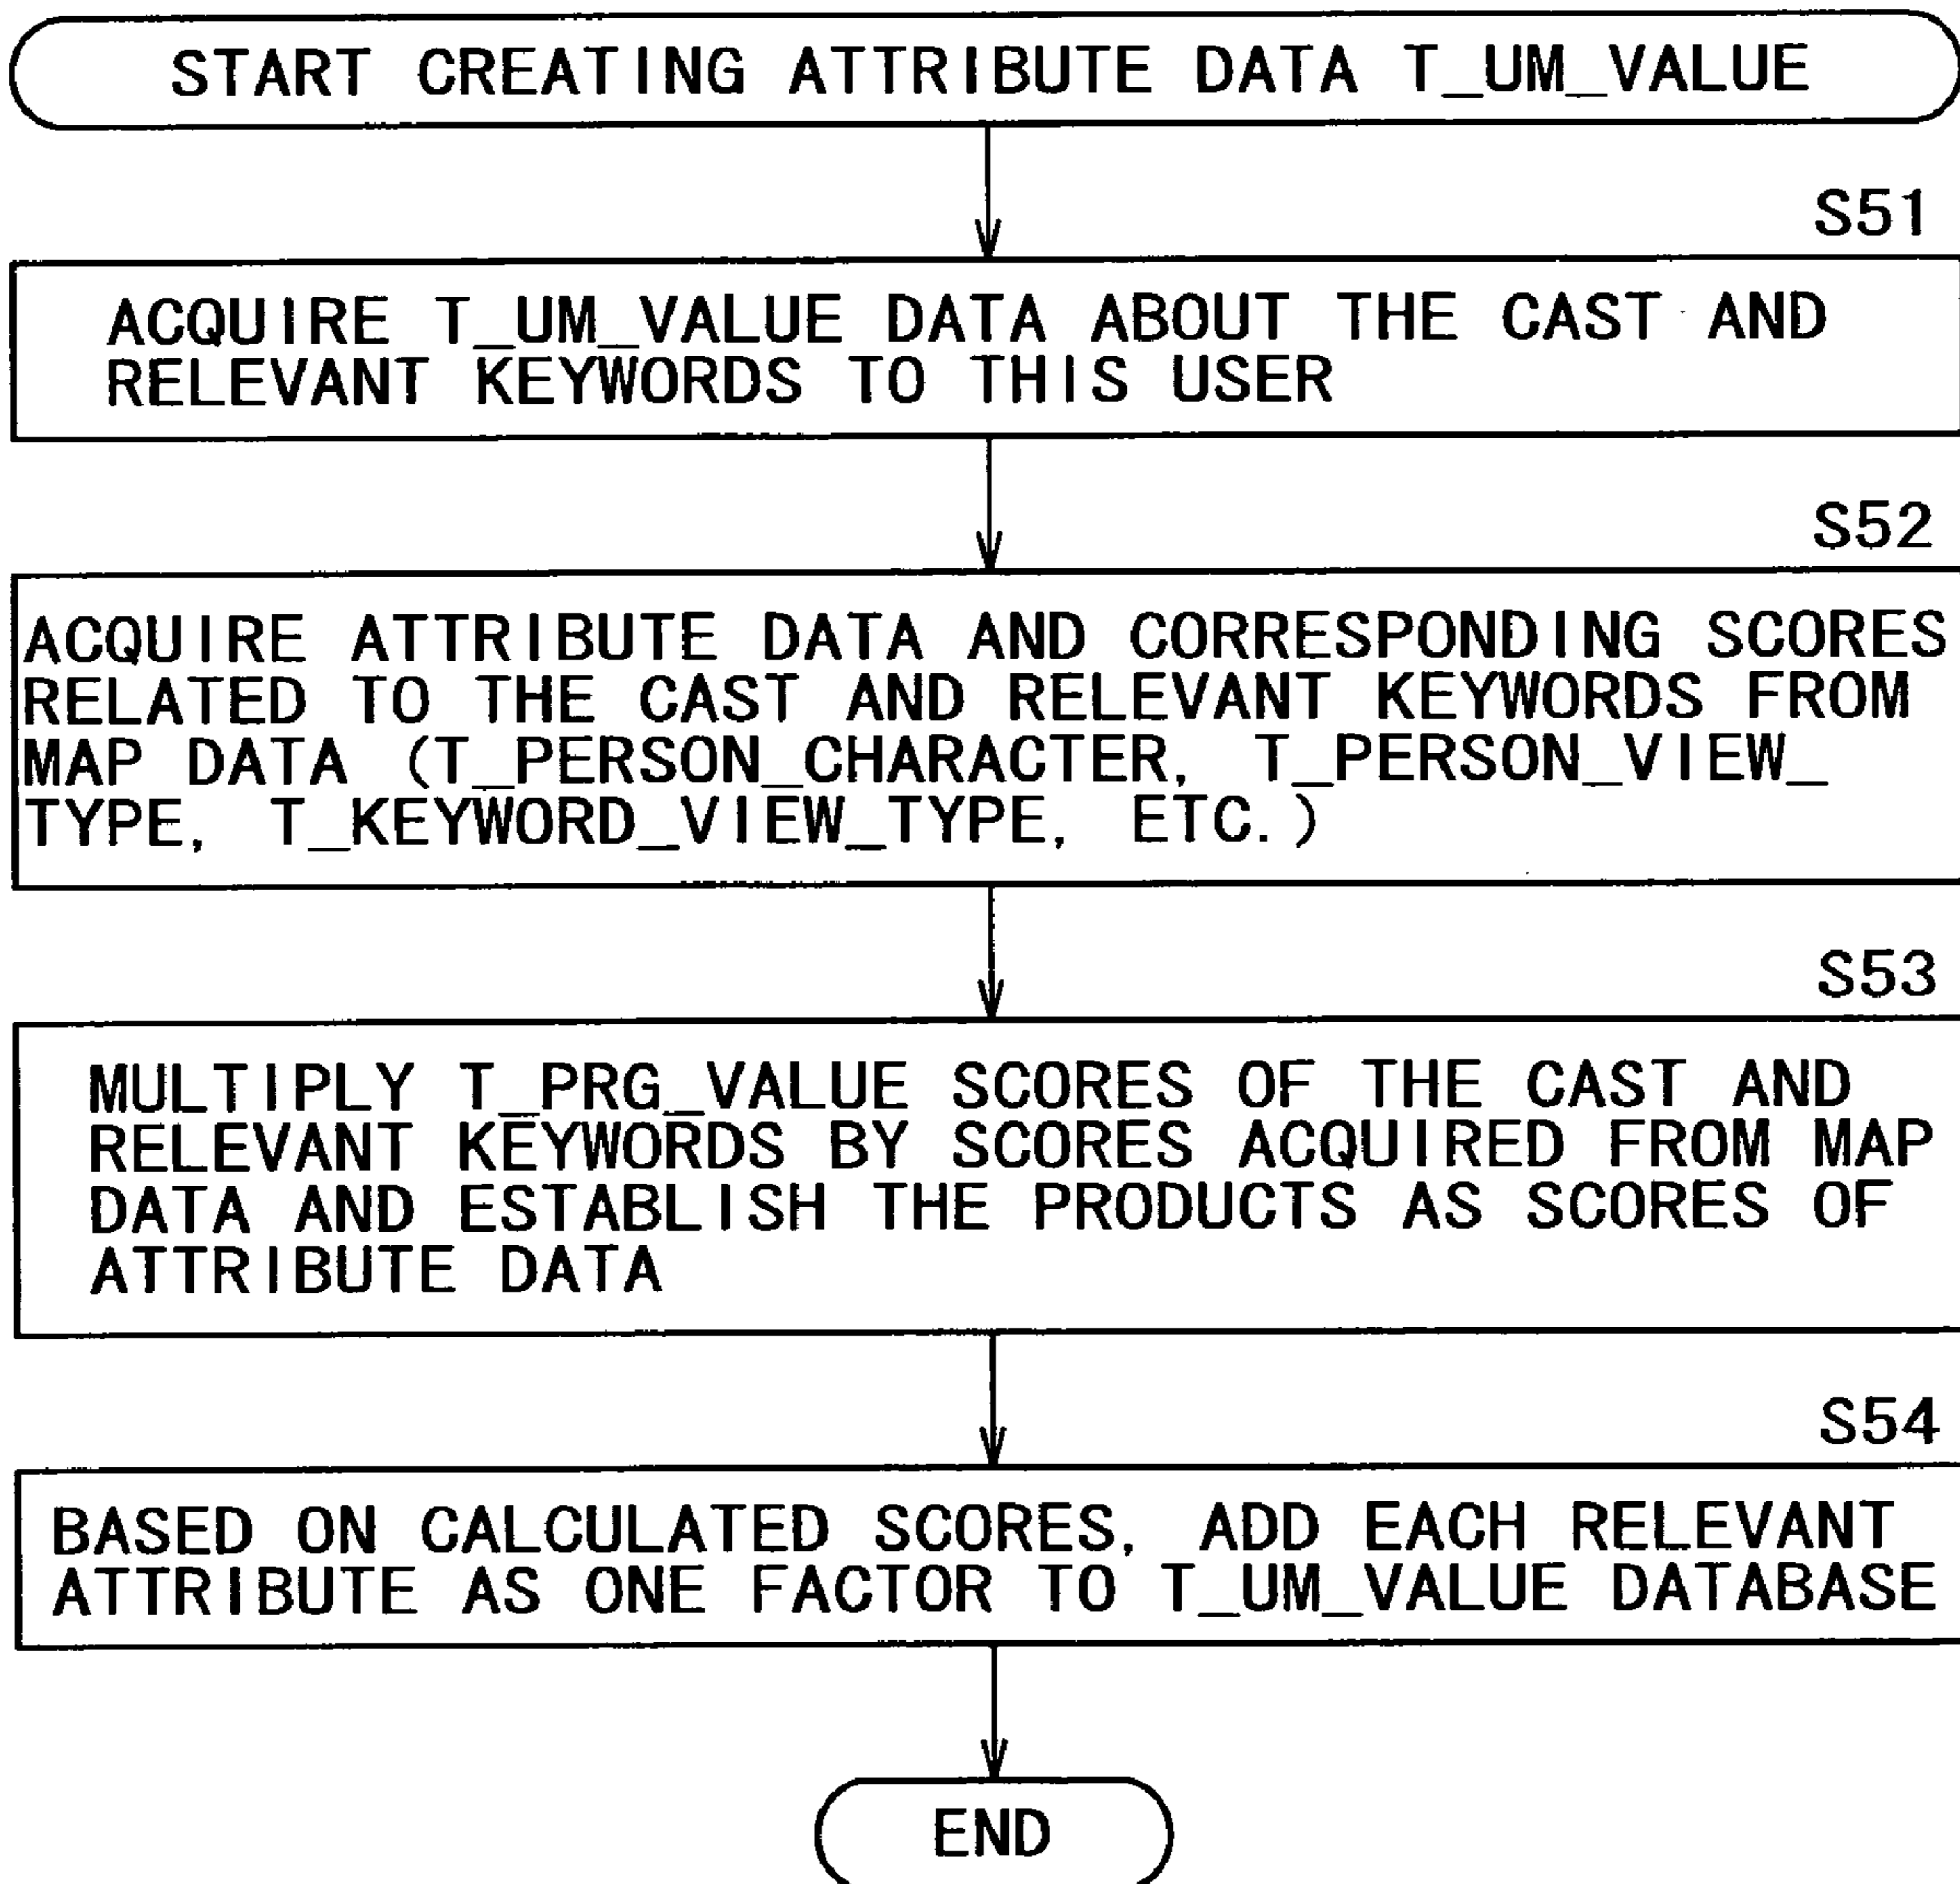 START CREATING ATTRIBUTE DATA T_UM_VALUE
S51
ACQUIRE T_UM_VALUE DATA ABOUT THE CAST AND
RELEVANT KEYWORDS TO THIS USER
S52
ACQUIRE ATTRIBUTE DATA AND CORRESPONDING SCORES
RELATED TO THE CAST AND RELEVANT KEYWORDS FROM
MAP DATA (T_PERSON_CHARACTER, T_PERSON_VIEW_
TYPE, T_KEYWORD_VIEW_TYPE, ETC.)
S53
MULTIPLY T_PRG_VALUE SCORES OF THE CAST AND
RELEVANT KEYWORDS BY SCORES ACQUIRED FROM MAP
DATA AND ESTABLISH THE PRODUCTS AS SCORES OF
ATTRIBUTE DATA
S54
BASED ON CALCULATED SCORES, ADD EACH RELEVANT
ATTRIBUTE AS ONE FACTOR TO T_UM_VALUE DATABASE
END